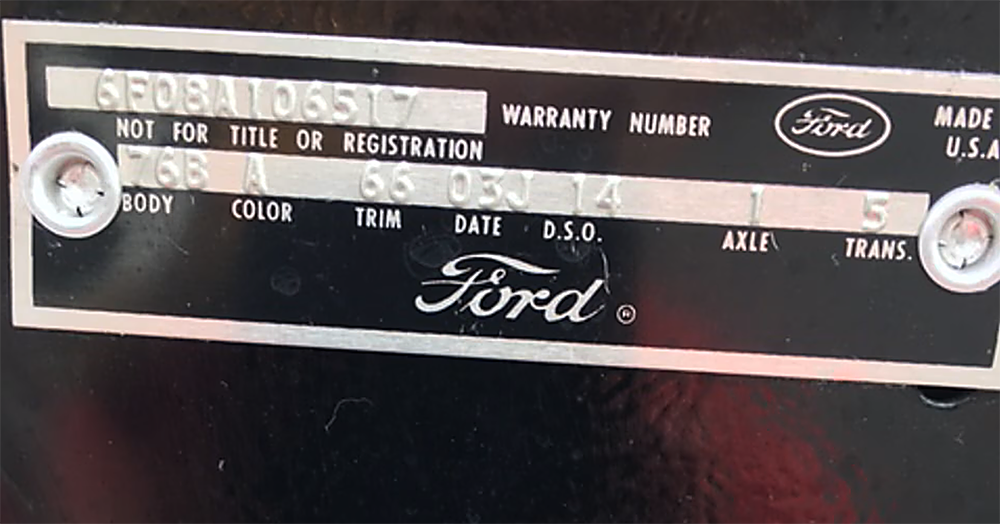 6F08A106517
WARRANTY NUMBER
Ford
MADE
U.S.A
NOT FOR TITLE OR REGISTRATION
76B A 66 03J 14 1 5
BODY COLOR TRIM DATE D.S.O. AXLE TRANS.
Ford ®